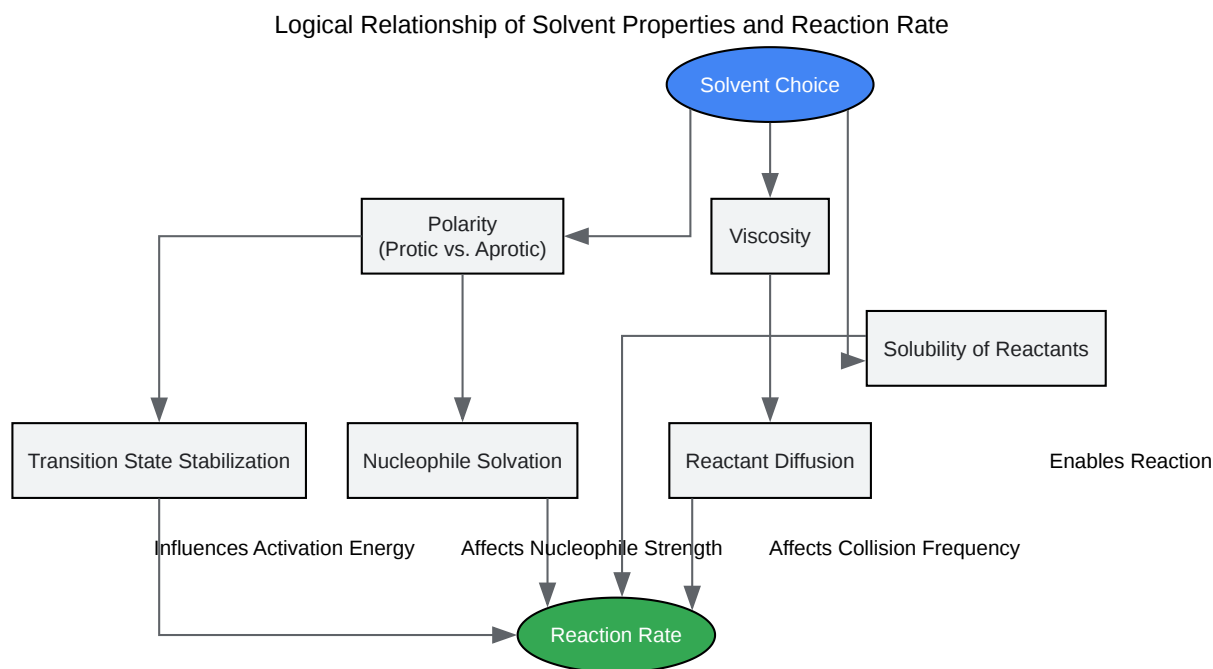 Logical Relationship of Solvent Properties and Reaction Rate
Solvent Choice
Polarity
(Protic vs. Aprotic)
Viscosity
Solubility of Reactants
Transition State Stabilization
Nucleophile Solvation
Reactant Diffusion
Enables Reaction
Influences Activation Energy
Affects Nucleophile Strength
Affects Collision Frequency
Reaction Rate